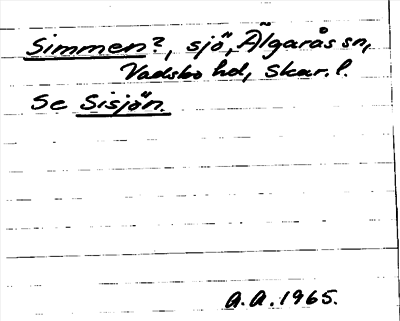 Simmen?, sjö, Älgarås sn,
Vadsbo hd, Skar. l.
Se Sisjön.
A.A. 1965.